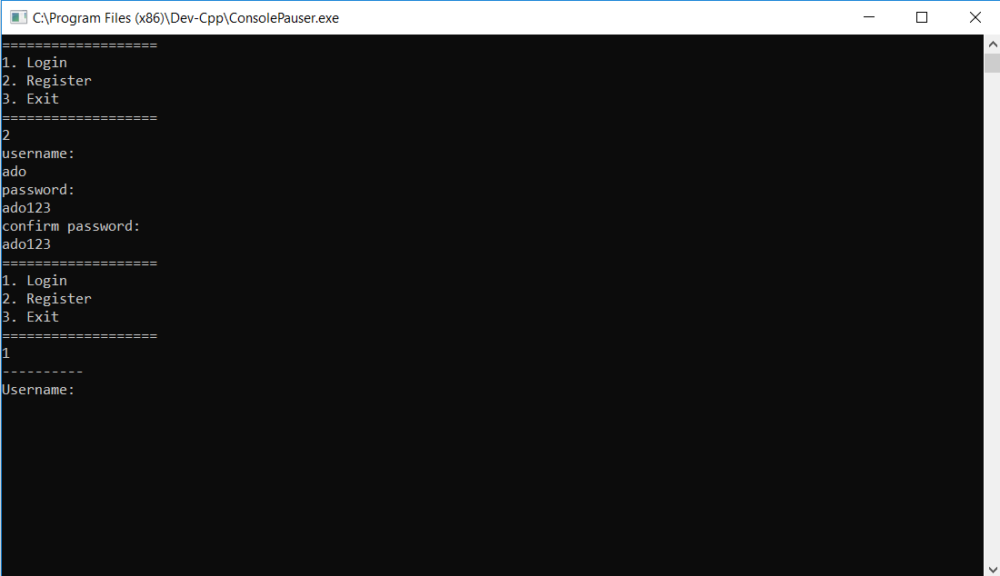 C:\Program Files (x86)\Dev-Cpp\ConsolePauser.exe
===================
1. Login
2. Register
3. Exit
===================
2
username:
ado
password:
ado123
confirm password:
ado123
===================
1. Login
2. Register
3. Exit
===================
1
----------
Username: